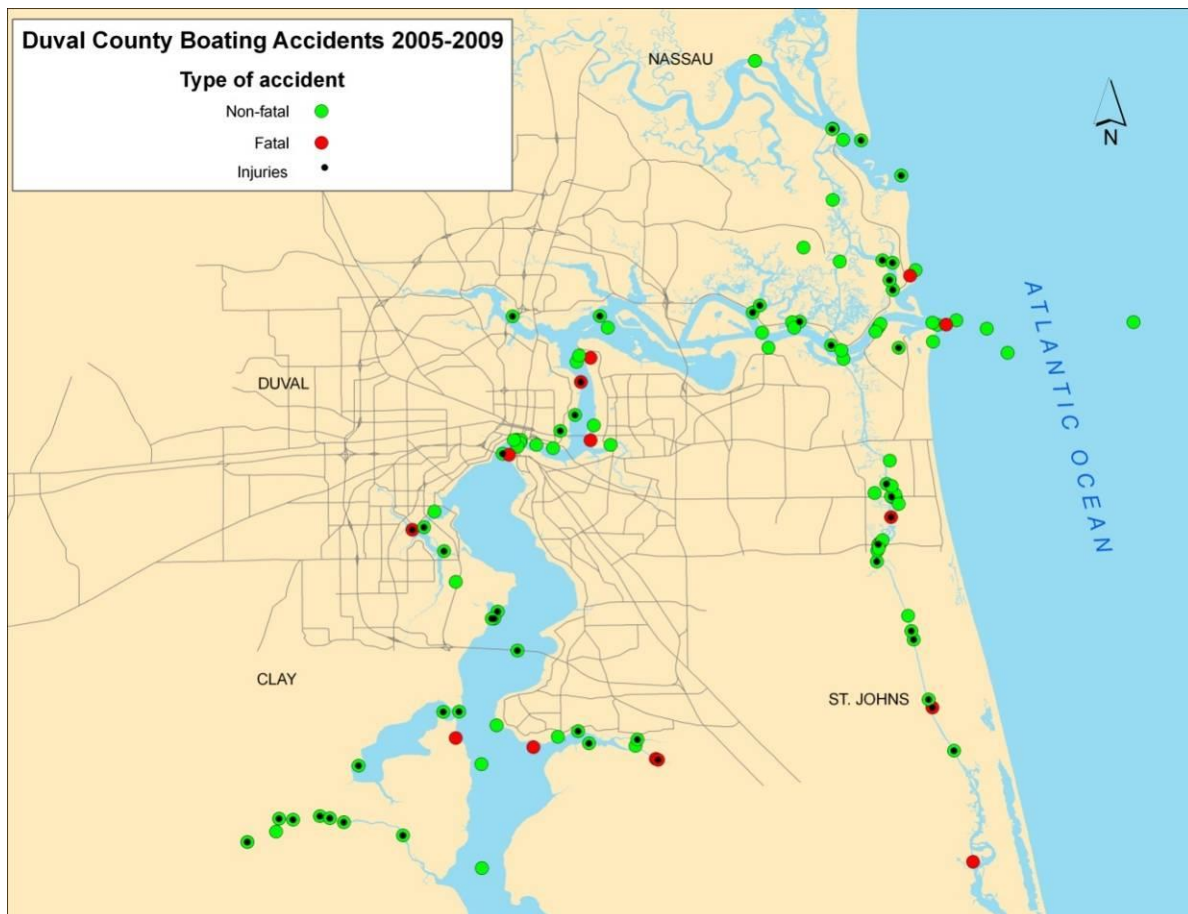 Duval County Boating Accidents 2005-2009
Type of accident
Non-fatal
Fatal
Injuries
NASSAU
N
DUVAL
ATLANTIC OCEAN
CLAY
ST. JOHNS